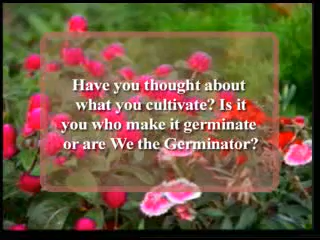 Have you thought about
what you cultivate? Is it
you who make it germinate
or are We the Germinator?